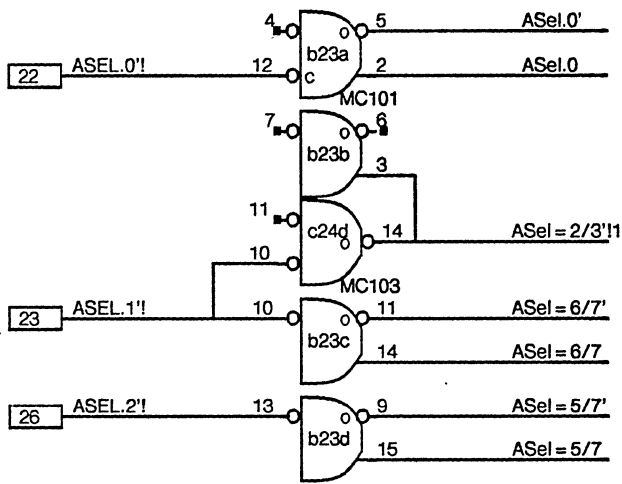 4 5 ASel.0'
o
b23a
22 ASEL.0'! 12 c 2 ASel.0
MC101
7 o 6
b23b
3
11 c24d
o 14 ASel = 2/3'!1
10
MC103
23 ASEL.1'! 10 o 11 ASel = 6/7'
b23c
14 ASel = 6/7
26 ASEL.2'! 13 o 9 ASel = 5/7'
b23d
15 ASel = 5/7